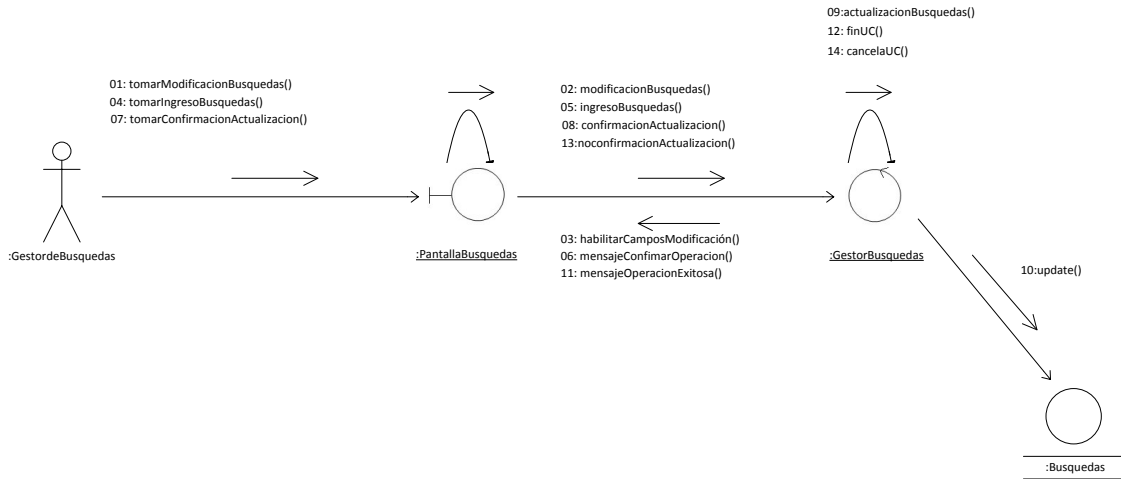 09:actualizacionBusquedas()
12: finUC()
14: cancelaUC()
01: tomarModificacionBusquedas()
04: tomarIngresoBusquedas()
07: tomarConfirmacionActualizacion()
02: modificacionBusquedas()
05: ingresoBusquedas()
08: confirmacionActualizacion()
13:noconfirmacionActualizacion()
03: habilitarCamposModificación()
06: mensajeConfimarOperacion()
11: mensajeOperacionExitosa()
:GestordeBusquedas
:PantallaBusquedas
:GestorBusquedas
10:update()
:Busquedas